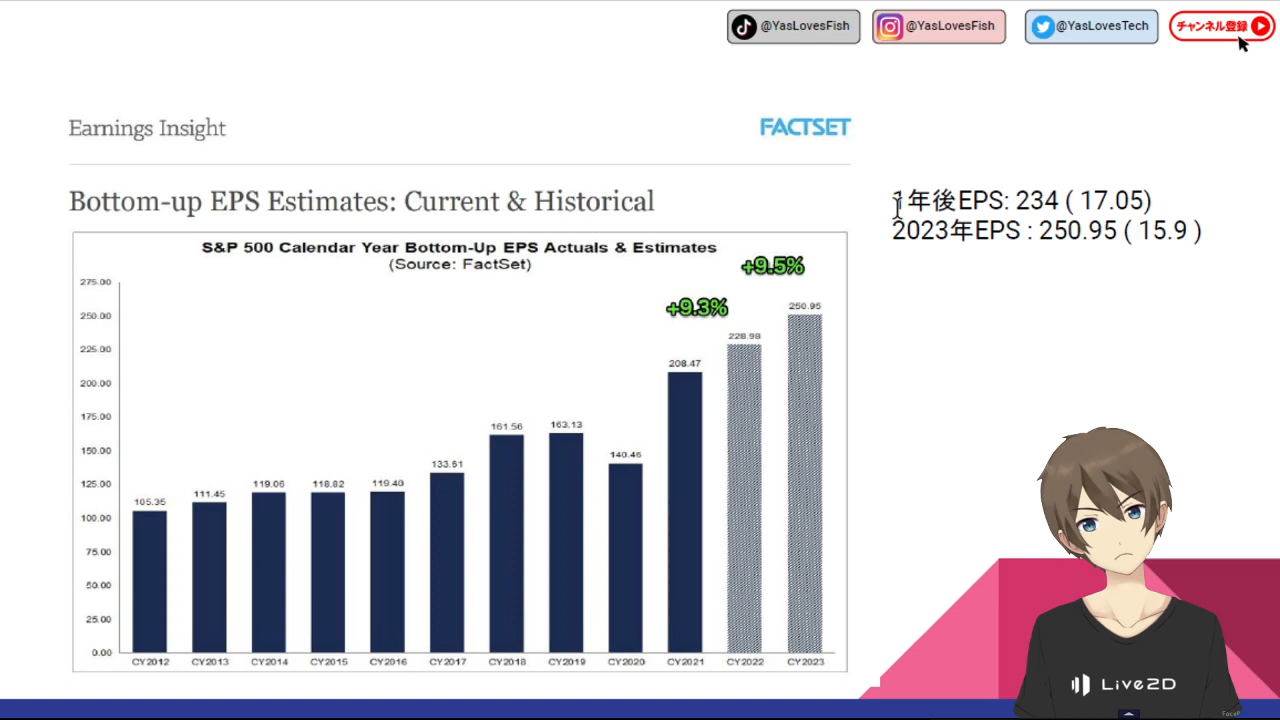 @YasLovesFish
@YasLovesFish
@YasLovesTech
チャンネル登録
Earnings Insight
FACTSET
Bottom-up EPS Estimates: Current & Historical
1年後EPS: 234 ( 17.05)
2023年EPS : 250.95 ( 15.9 )
S&P 500 Calendar Year Bottom-Up EPS Actuals & Estimates
(Source: FactSet)
+9.5%
+9.3%
275.00
250.00
225.00
200.00
175.00
150.00
125.00
100.00
75.00
50.00
25.00
0.00
105.35
111.45
119.06
118.82
119.40
133.61
161.56
163.13
140.46
208.47
228.98
250.95
CY2012
CY2013
CY2014
CY2015
CY2016
CY2017
CY2018
CY2019
CY2020
CY2021
CY2022
CY2023
Live2D